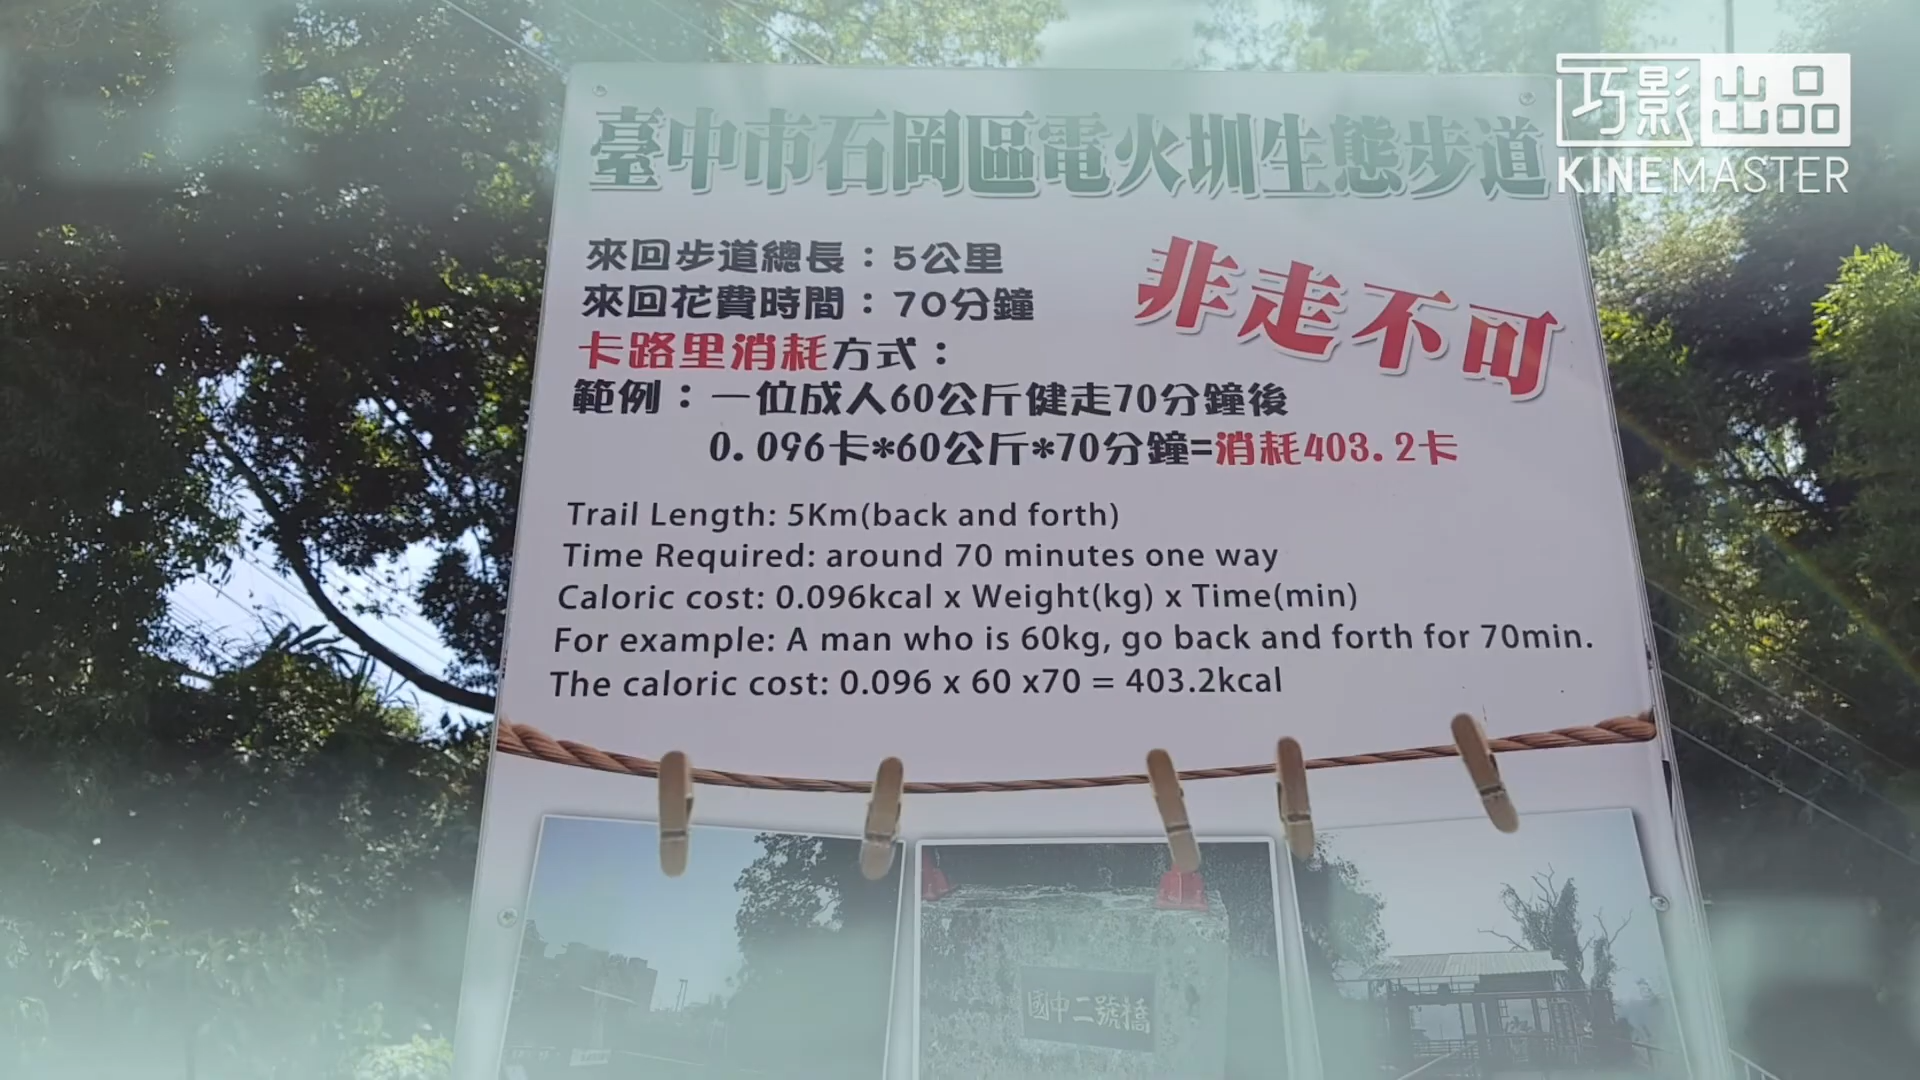 巧影出品
KINEMASTER
臺中市石岡區電火圳生態步道
非走不可
來回步道總長：5公里
來回花費時間：70分鐘
卡路里消耗方式：
範例：一位成人60公斤健走70分鐘後
0.096卡*60公斤*70分鐘=消耗403.2卡
Trail Length: 5Km(back and forth)
Time Required: around 70 minutes one way
Caloric cost: 0.096kcal x Weight(kg) x Time(min)
For example: A man who is 60kg, go back and forth for 70min.
The caloric cost: 0.096 x 60 x70 = 403.2kcal
國中二號橋